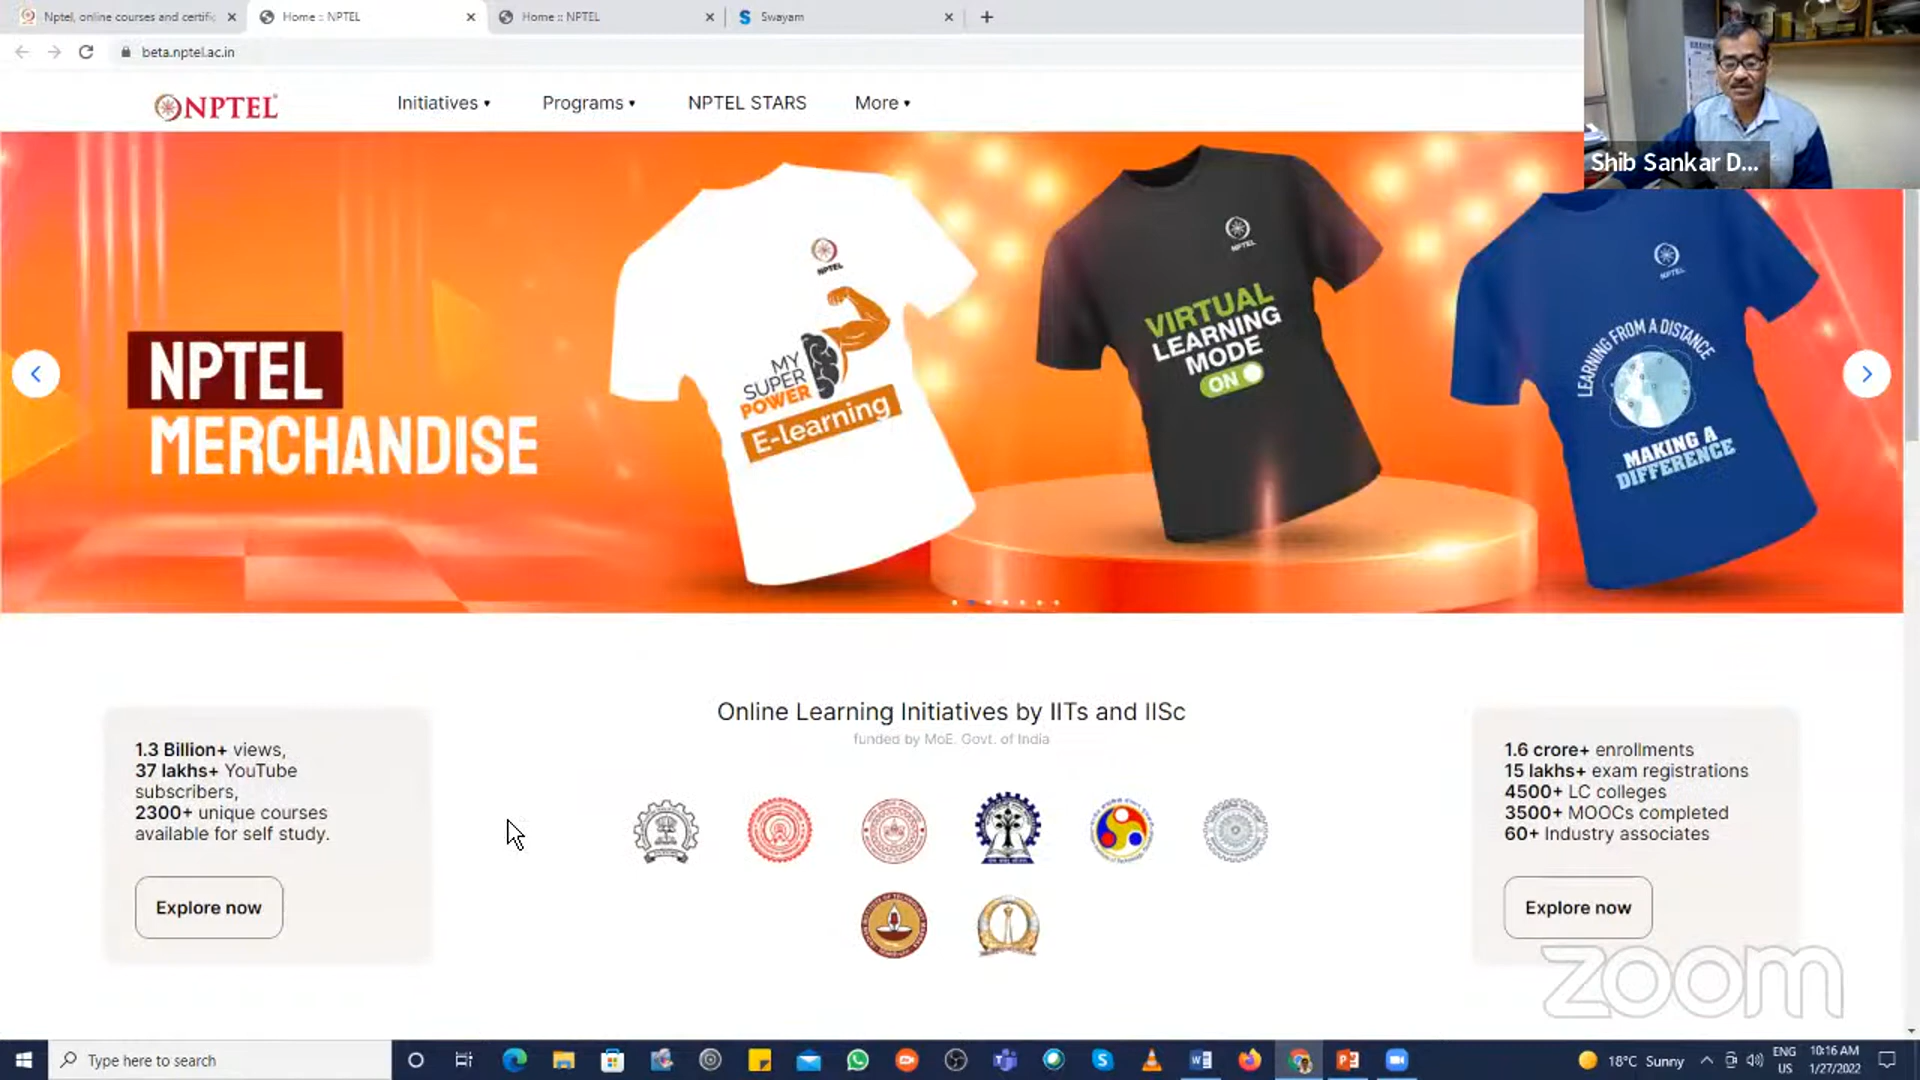 Nptel, online courses and certific
Home :: NPTEL
Home :: NPTEL
Swayam
beta.nptel.ac.in
NPTEL
Initiatives
Programs
NPTEL STARS
More
Shib Sankar D...
NPTEL
MERCHANDISE
NPTEL
MY
SUPER
POWER
E-learning
NPTEL
VIRTUAL
LEARNING
MODE
ON
NPTEL
LEARNING FROM A DISTANCE
MAKING A
DIFFERENCE
1.3 Billion+ views,
37 lakhs+ YouTube
subscribers,
2300+ unique courses
available for self study.
Explore now
Online Learning Initiatives by IITs and IISc
funded by MoE, Govt. of India
1.6 crore+ enrollments
15 lakhs+ exam registrations
4500+ LC colleges
3500+ MOOCs completed
60+ Industry associates
Explore now
zoom
Type here to search
18°C Sunny
ENG
US
10:16 AM
1/27/2022